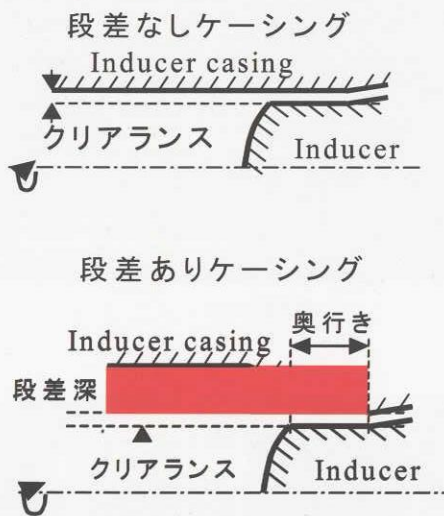 段差なしケーシング
Inducer casing
クリアランス
Inducer
段差ありケーシング
奥行き
Inducer casing
段差深
クリアランス
Inducer